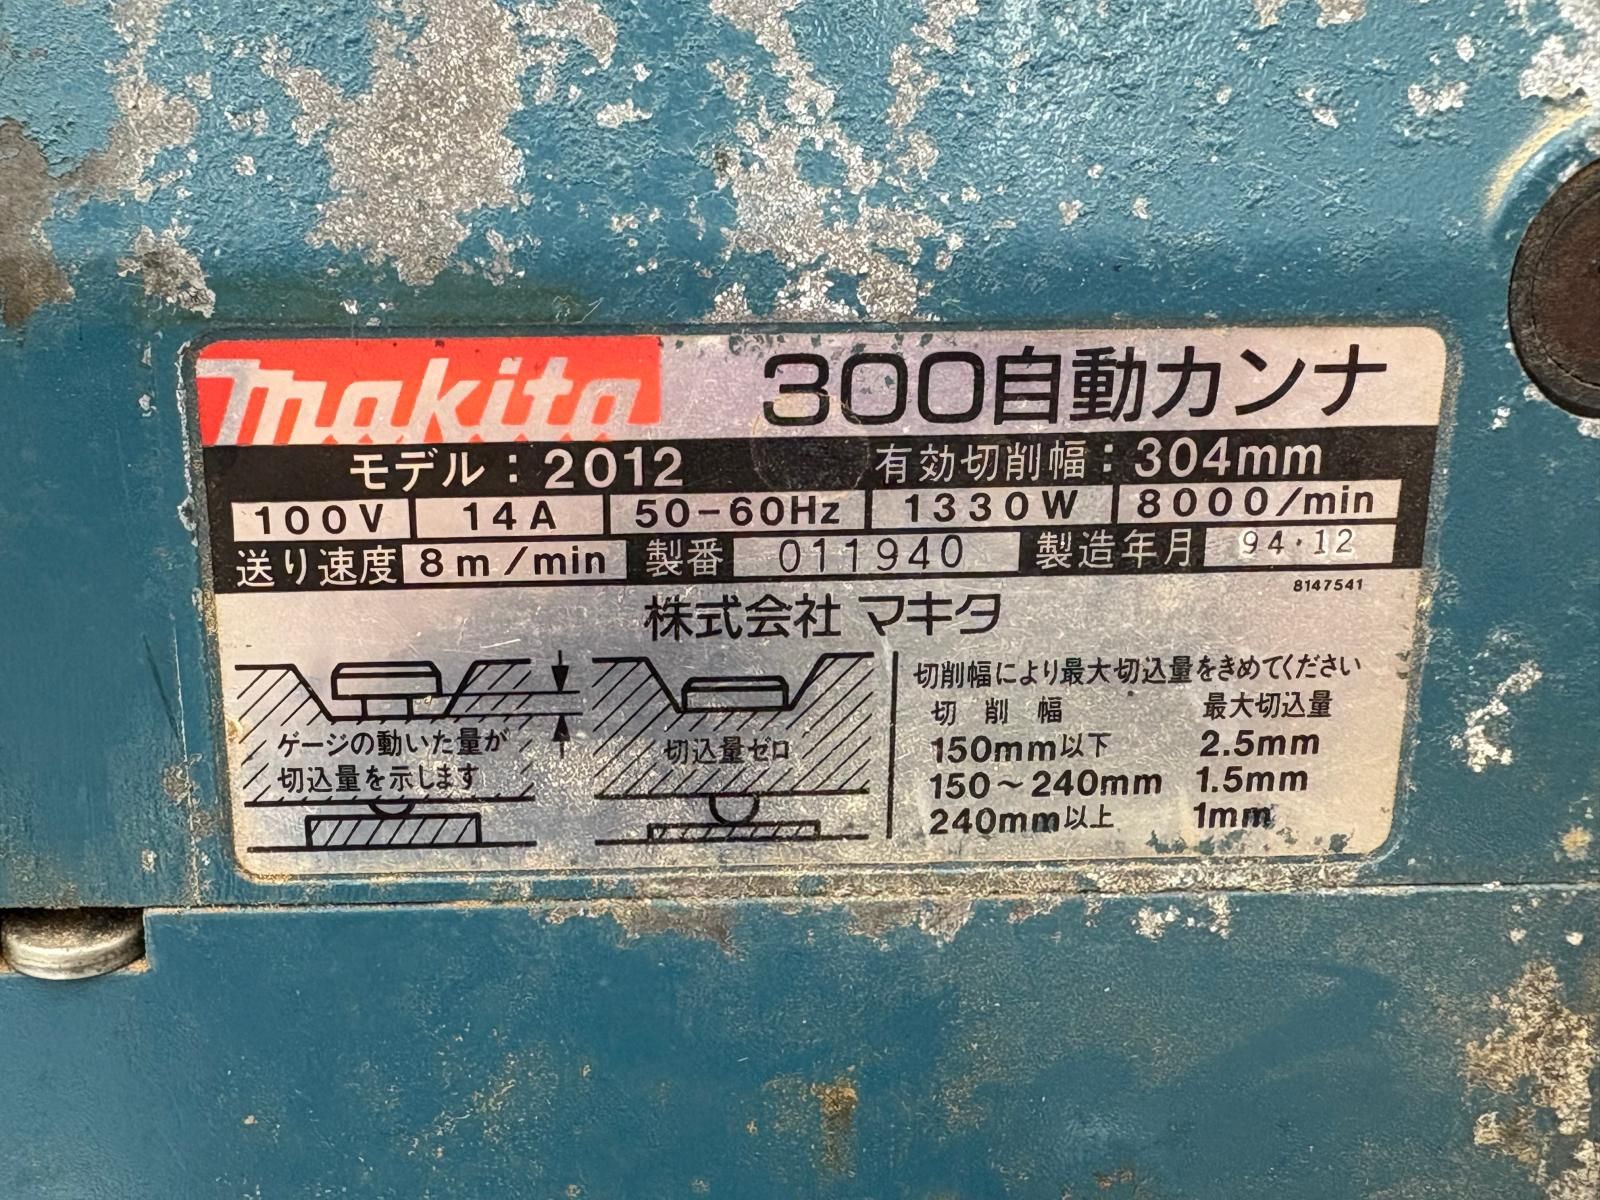 makita 300自動カンナ
モデル：2012 有効切削幅：304mm
100V 14A 50-60Hz 1330W 8000/min
送り速度 8m/min 製番 011940 製造年月 94.12
8147541
株式会社 マキタ
ゲージの動いた量が
切込量を示します
切込量ゼロ
切削幅により最大切込量をきめてください
切削幅 最大切込量
150mm以下 2.5mm
150～240mm 1.5mm
240mm以上 1mm